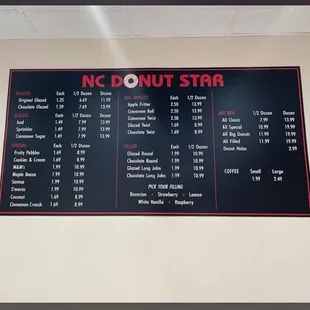 NC DONUT STAR
GLAZED Each 1/2 Dozen Dozen
Original Glazed 1.25 6.69 11.99
Chocolate Glazed 1.29 7.69 13.99
CLASSIC Each 1/2 Dozen Dozen
Iced 1.49 7.99 13.99
Sprinkles 1.49 7.99 13.99
Cinnamon Sugar 1.49 7.99 13.99
SPECIAL Each 1/2 Dozen
Fruity Pebbles 1.69 8.99
Cookies & Cream 1.69 8.99
M&M's 1.99 10.99
Maple Bacon 1.99 10.99
Samoa 1.99 10.99
S'mores 1.99 10.99
Coconut 1.69 8.99
Cinnamon Crunch 1.69 8.99
BIG DONUTS Each 1/2 Dozen
Apple Fritter 2.50 13.99
Cinnamon Roll 2.50 13.99
Cinnamon Twist 2.50 13.99
Glazed Twist 1.69 8.99
Chocolate Twist 1.69 8.99
FILLED Each 1/2 Dozen
Glazed Round 1.99 10.99
Chocolate Round 1.99 10.99
Glazed Long John 1.99 10.99
Chocolate Long John 1.99 10.99
PICK YOUR FILLING
Bavarian - Strawberry - Lemon
White Vanilla - Raspberry
1/2 Dozen Dozen
All Classic 7.99 13.99
All Special 10.99 19.99
All Big Donuts 11.99 19.99
All Filled 11.99 19.99
Donut Holes 2.99
COFFEE Small Large
1.99 2.49